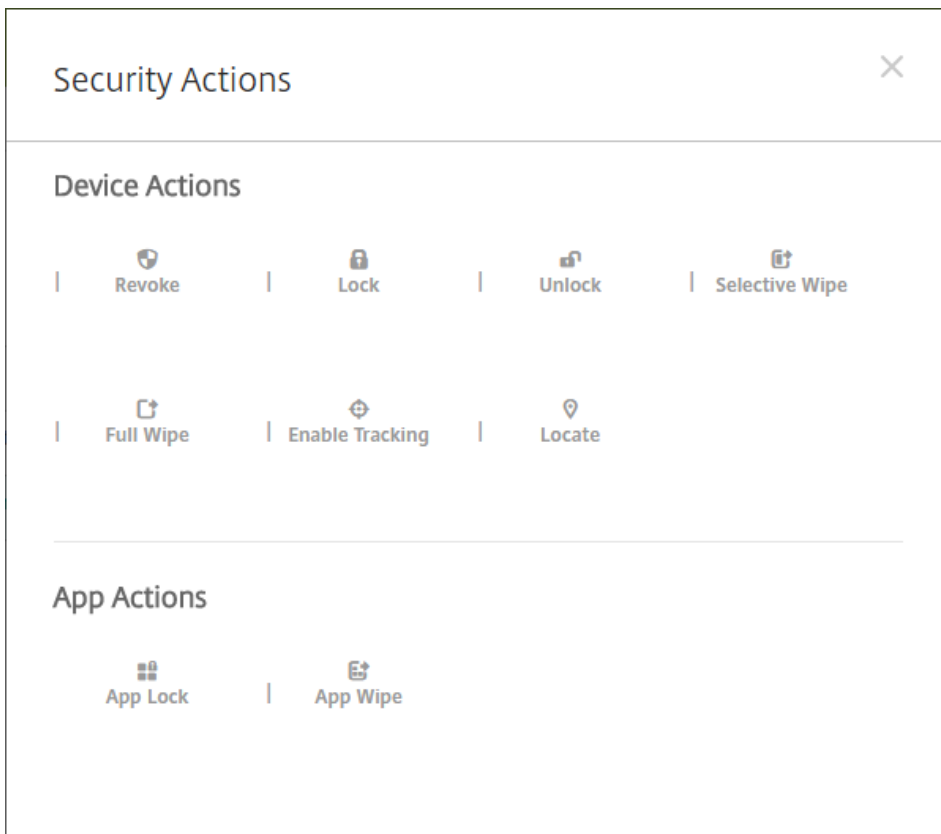 Security Actions
Device Actions
| Revoke | Lock | Unlock | Selective Wipe
| Full Wipe | Enable Tracking | Locate
App Actions
App Lock | App Wipe